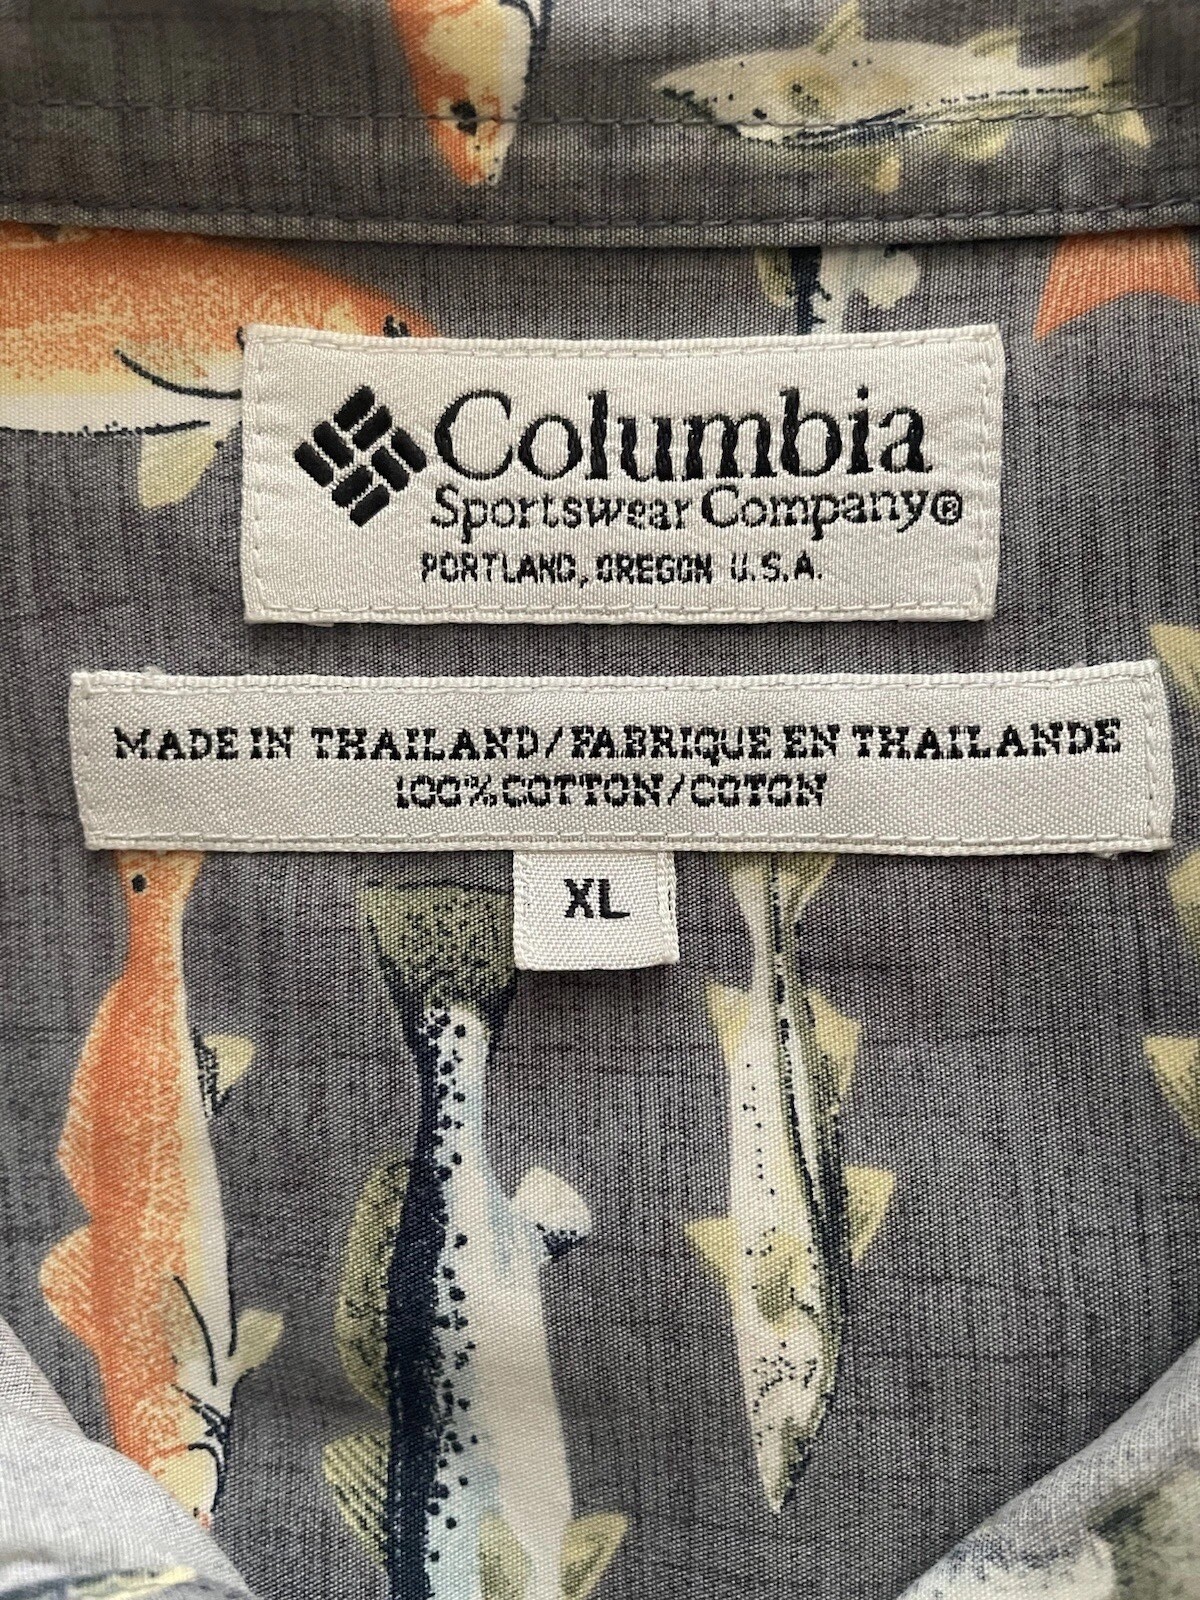 Columbia
Sportswear Company®
PORTLAND, OREGON U.S.A.
MADE IN THAILAND/FABRIQUE EN THAILANDE
100% COTTON/COTON
XL